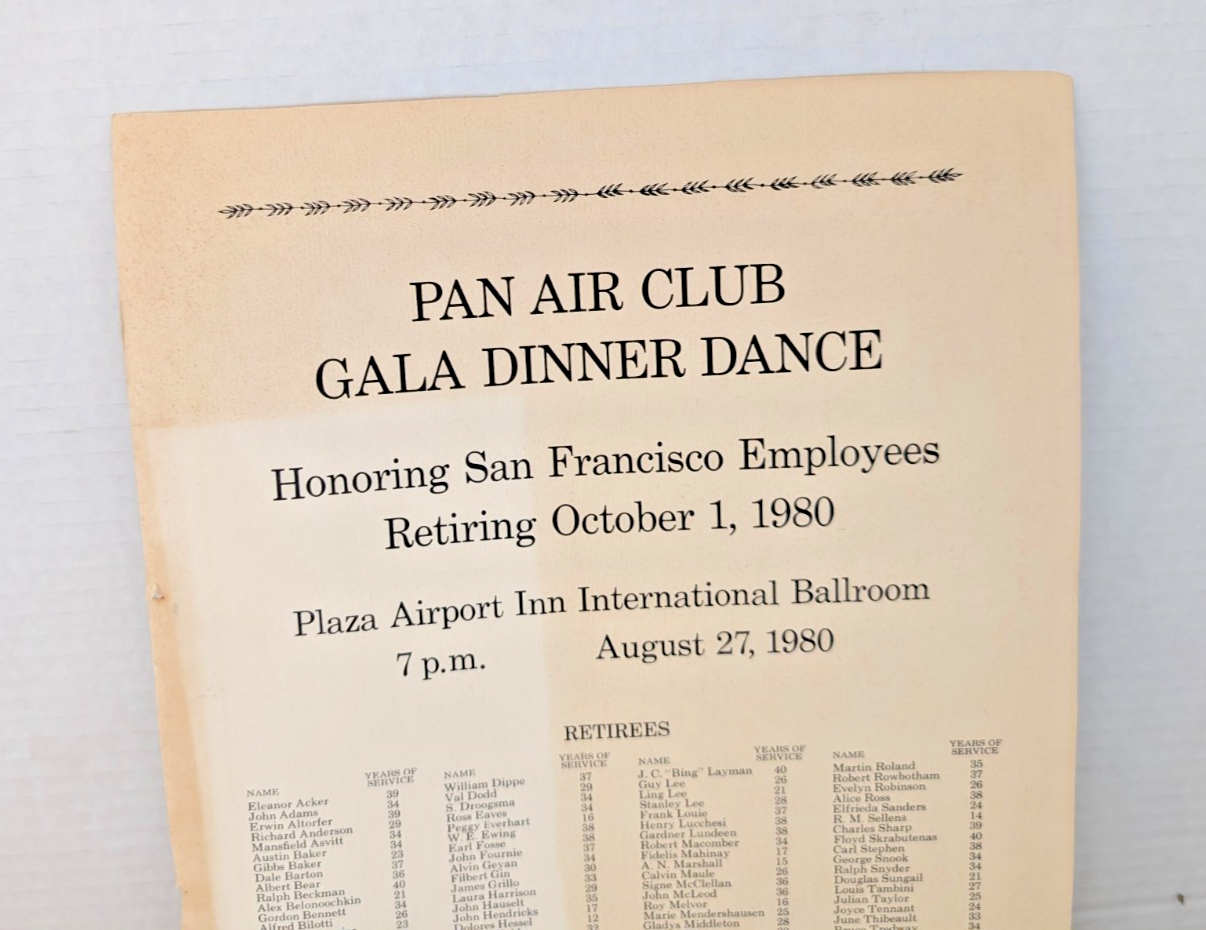 PAN AIR CLUB
GALA DINNER DANCE
Honoring San Francisco Employees
Retiring October 1, 1980
Plaza Airport Inn International Ballroom
7 p.m. August 27, 1980
RETIREES
NAME YEARS OF SERVICE
Eleanor Acker 39
John Adams 34
Erwin Altorfer 39
Richard Anderson 29
Mansfield Asvitt 34
Austin Baker 34
Gibbs Baker 23
Dale Barton 37
Albert Bear 36
Ralph Beckman 40
Alex Belonoochkin 21
Gordon Bennett 34
Alfred Bilotti 26
23
NAME YEARS OF SERVICE
William Dippe 37
Val Dodd 29
S. Droogsma 34
Ross Eaves 34
Peggy Everhart 16
W. E. Ewing 38
Earl Fosse 38
John Fournie 37
Alvin Geyan 34
Filbert Gin 30
James Grillo 33
Laura Harrison 29
John Hauselt 35
John Hendricks 17
Dolores Hessel 12
NAME YEARS OF SERVICE
J. C. "Bing" Layman 40
Guy Lee 26
Ling Lee 21
Stanley Lee 28
Frank Louie 37
Henry Lucchesi 38
Gardner Lundeen 38
Robert Macomber 34
Fidelis Mahinay 17
A. N. Marshall 15
Calvin Maule 26
Signe McClellan 36
John McLeod 36
Roy Melvor 16
Marie Mendershausen 25
Gladys Middleton 28
NAME YEARS OF SERVICE
Martin Roland 35
Robert Rowbotham 37
Evelyn Robinson 26
Alice Ross 38
Elfrieda Sanders 24
R. M. Sellens 14
Charles Sharp 39
Floyd Skrabutenas 40
Carl Stephen 38
George Snook 34
Ralph Snyder 34
Douglas Sungail 21
Louis Tambini 27
Julian Taylor 25
Joyce Tennant 24
June Thibeault 33
Bruce Tredway 34